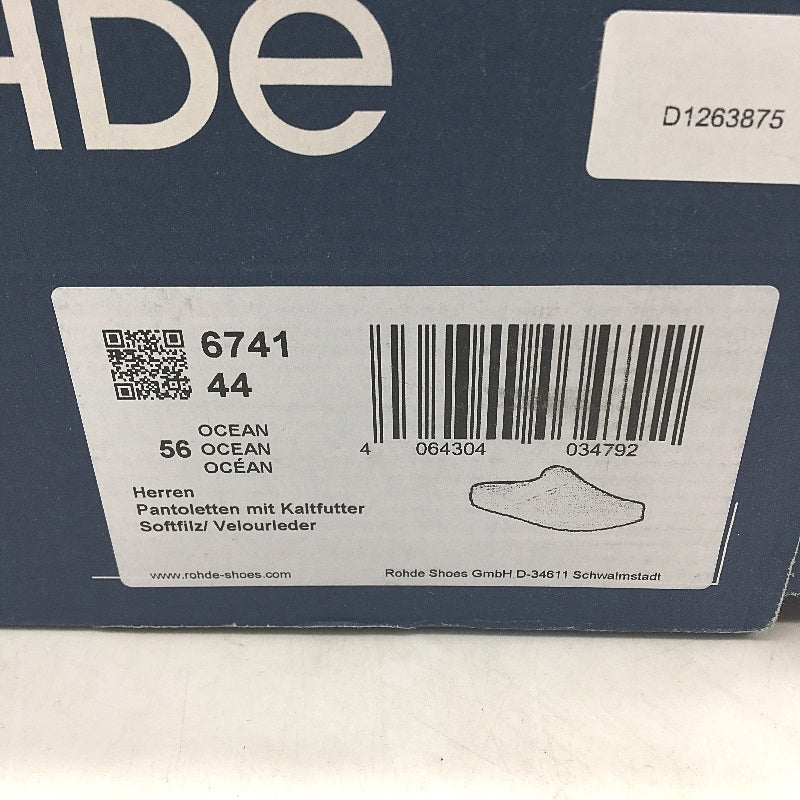 HDe
D1263875
6741
44
OCEAN
56 OCEAN
OCÉAN
4 064304 034792
Herren
Pantoletten mit Kaltfutter
Softfilz/ Velourleder
www.rohde-shoes.com
Rohde Shoes GmbH D-34611 Schwalmstadt